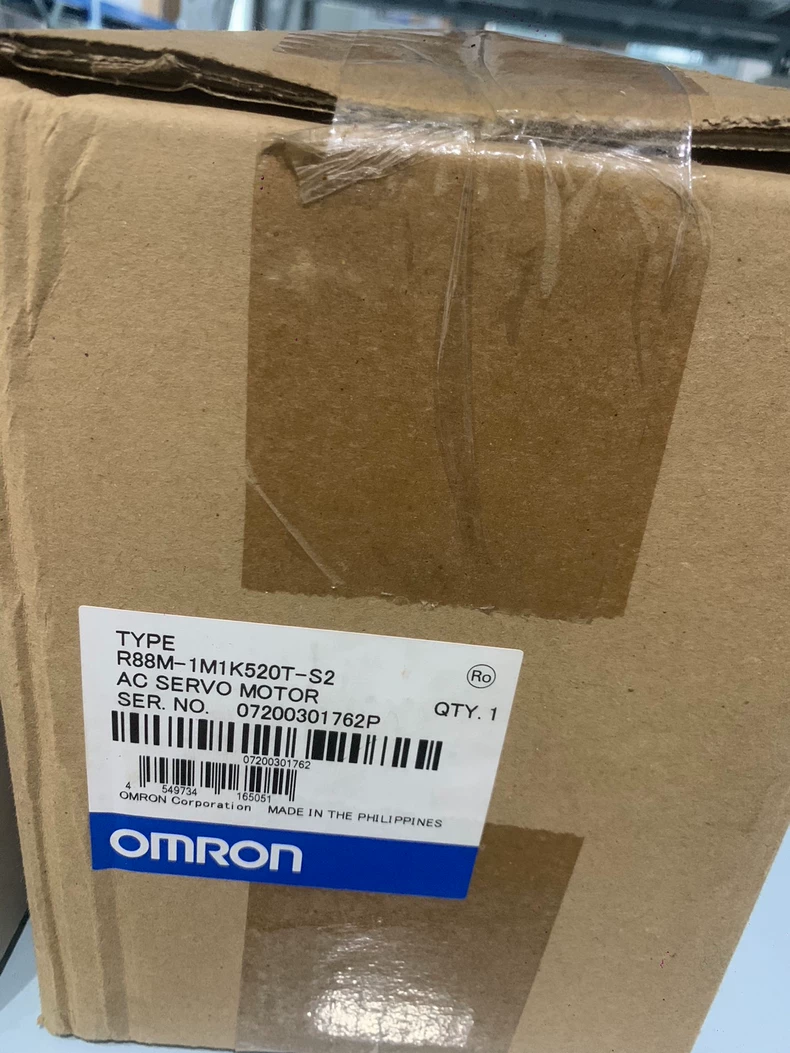 TYPE
R88M-1M1K520T-S2
Ro
AC SERVO MOTOR
SER. NO. 07200301762P
QTY. 1
07200301762
4 549734 165051
OMRON Corporation MADE IN THE PHILIPPINES
OMRON